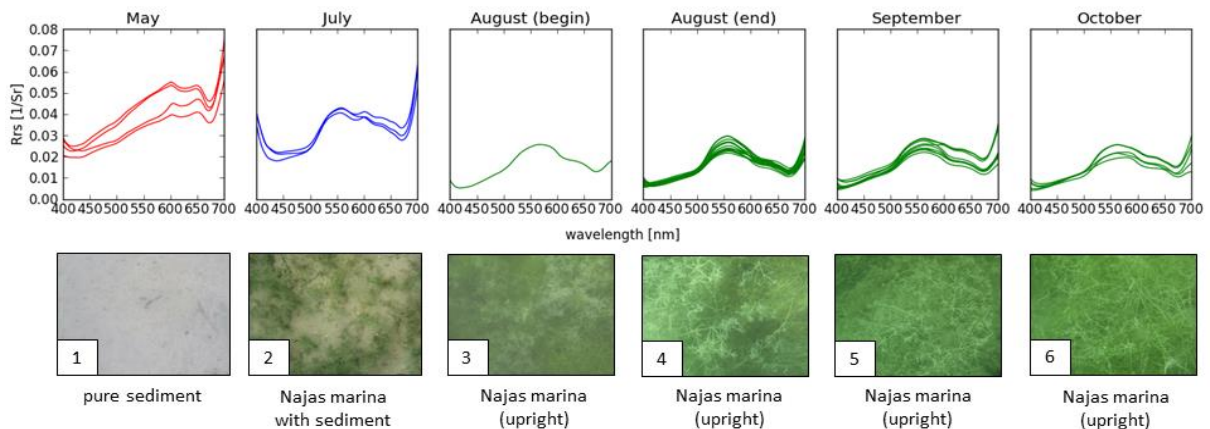 May July August (begin) August (end) September October
0.08
0.07
0.06
0.05
0.04
0.03
0.02
0.01
0.00
Rrs [1/Sr]
400 450 500 550 600 650 700 400 450 500 550 600 650 700 400 450 500 550 600 650 700 400 450 500 550 600 650 700 400 450 500 550 600 650 700 400 450 500 550 600 650 700
wavelength [nm]
1 2 3 4 5 6
pure sediment Najas marina Najas marina Najas marina Najas marina Najas marina
with sediment (upright) (upright) (upright) (upright)